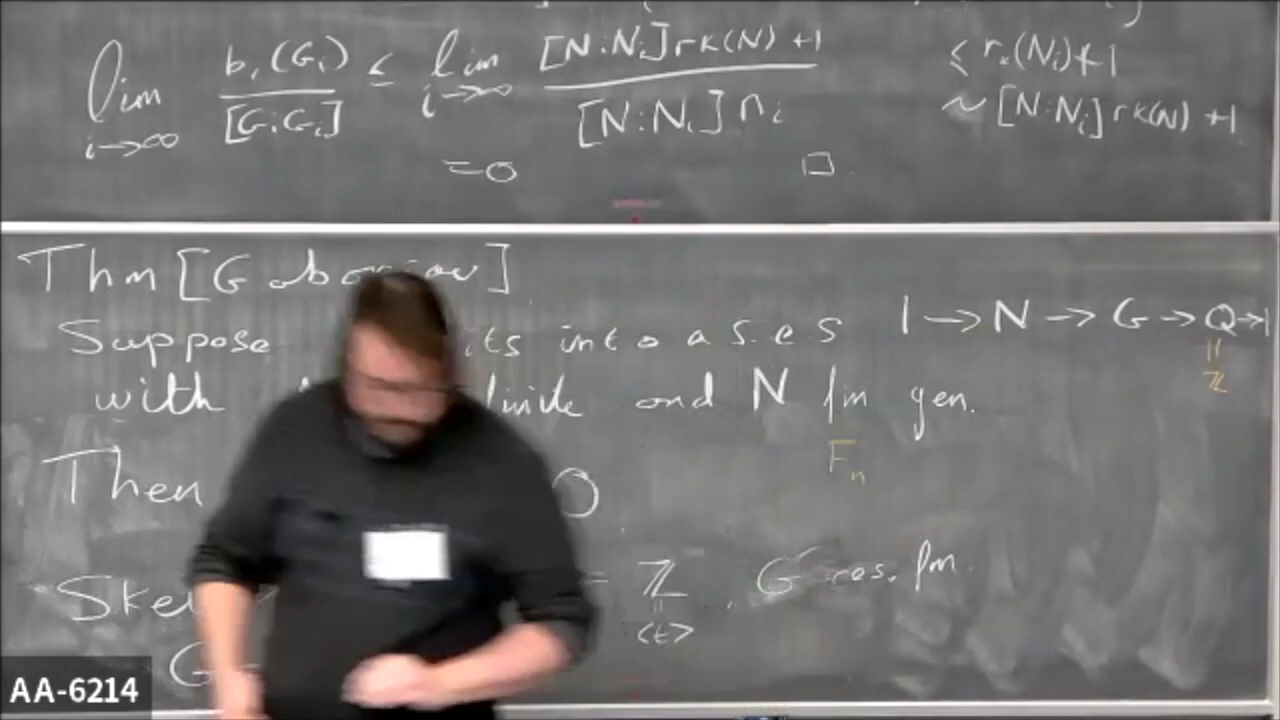 lim b₁(Gᵢ) / [G:Gᵢ] ≤ lim [N:Nᵢ] rk(N) +1 / [N:Nᵢ] nᵢ
i→∞ i→∞
=0 □
≤ rₖ(Nᵢ)+1
~ [N:Nᵢ] rk(N) +1
Thm [Gaboriau]
Suppose its into a s.e.s 1 → N → G → Q → 1
= ℤ
with and N fin gen.
Fₙ
Then 0
Sket = ℤ , G res. fin.
= <t>
G
AA-6214